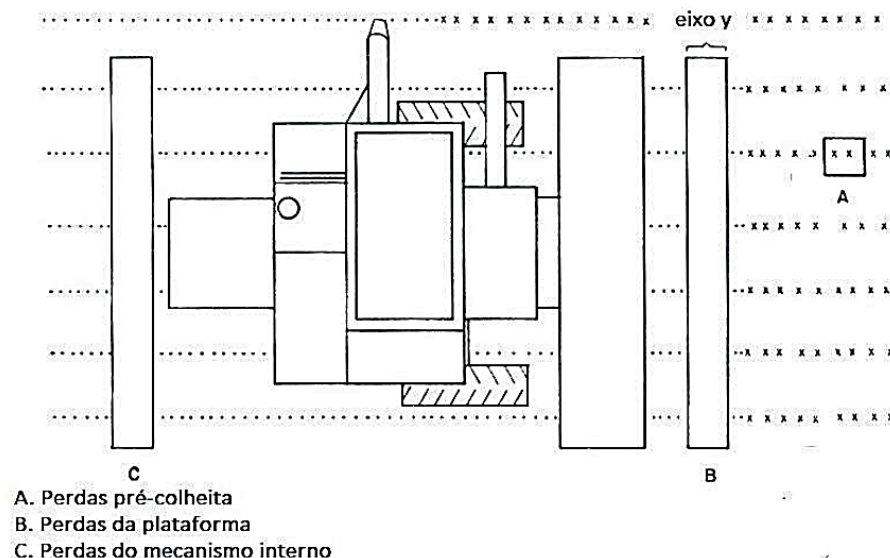 eixo y
A
C
B
A. Perdas pré-colheita
B. Perdas da plataforma
C. Perdas do mecanismo interno